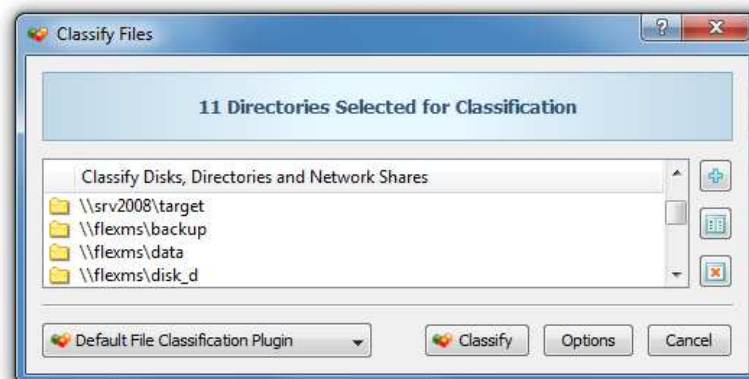 Classify Files
11 Directories Selected for Classification
Classify Disks, Directories and Network Shares
\\srv2008\target
\\flexms\backup
\\flexms\data
\\flexms\disk_d
Default File Classification Plugin
Classify
Options
Cancel